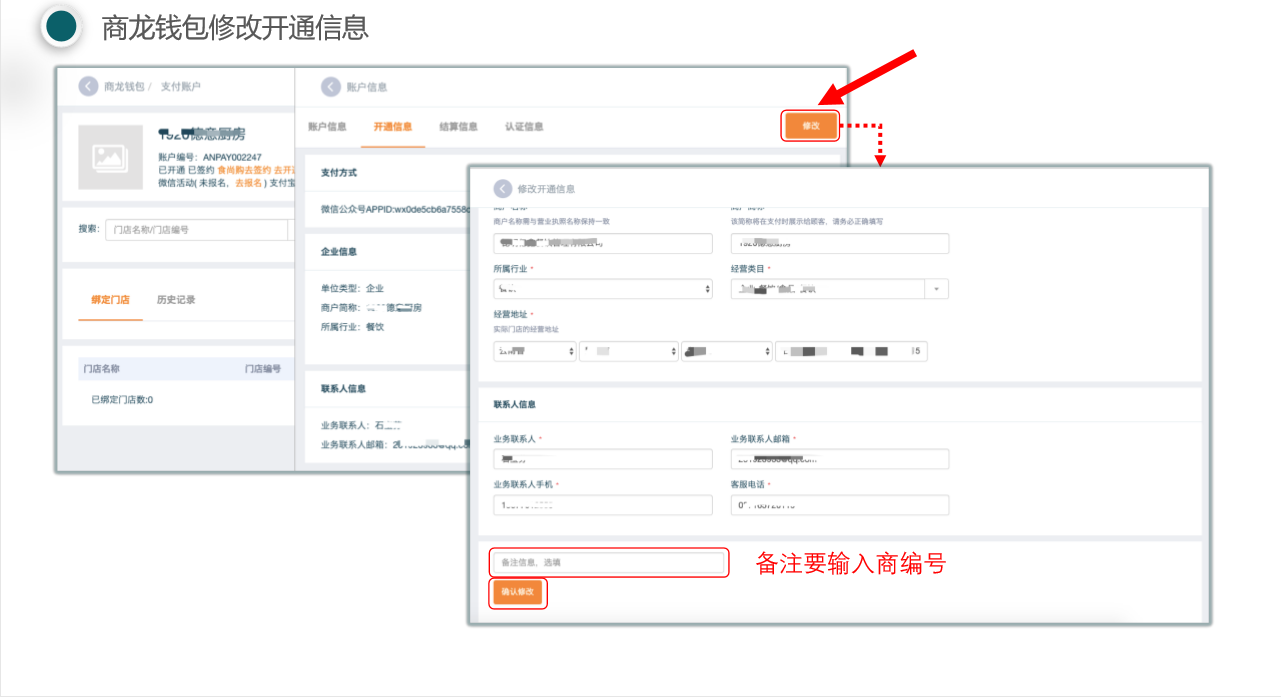 商龙钱包修改开通信息
商龙钱包 / 支付账户
账户编号: ANPAY002247
已开通 已签约 食尚购去签约 去开
微信活动( 未报名, 去报名 ) 支付宝
搜索: 门店名称/门店编号
绑定门店 历史记录
门店名称 门店编号
已绑定门店数:0
账户信息
账户信息 开通信息 结算信息 认证信息
修改
支付方式
微信公众号APPID:wx0de5cb6a7558c
企业信息
单位类型: 企业
商户简称:
所属行业: 餐饮
联系人信息
业务联系人: 石
业务联系人邮箱:
修改开通信息
商户名称需与营业执照名称保持一致
该简称将在支付时展示给顾客, 请务必正确填写
所属行业 *
经营类目 *
经营地址 *
实际门店的经营地址
联系人信息
业务联系人 *
业务联系人邮箱 *
业务联系人手机 *
客服电话 *
备注信息, 选填
备注要输入商编号
确认修改